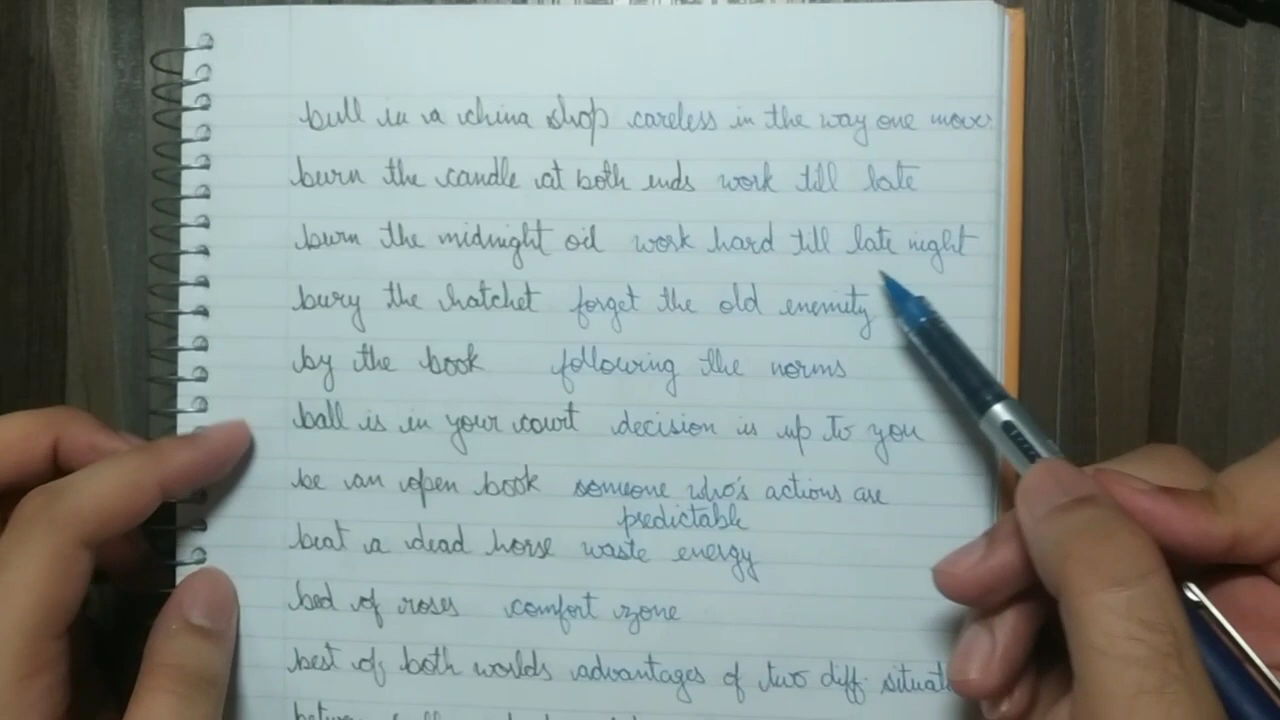 bull in a china shop careless in the way one move
burn the candle at both ends work till late
burn the midnight oil work hard till late night
bury the hatchet forget the old enemity
by the book following the norms
ball is in your court decision is up to you
be an open book someone who's actions are
predictable
beat a dead horse waste energy
bed of roses comfort zone
best of both worlds advantages of two diff.